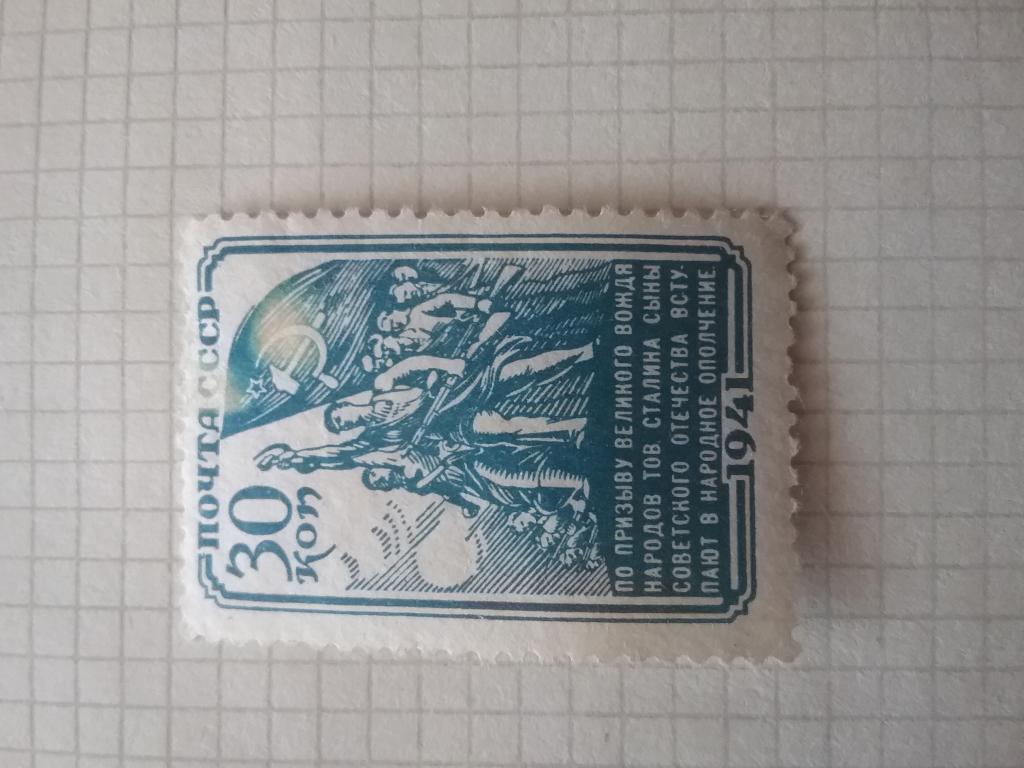 ПОЧТА СССР
30
КОП
ПО ПРИЗЫВУ ВЕЛИКОГО ВОЖДЯ
НАРОДОВ ТОВ СТАЛИНА СЫНЫ
СОВЕТСКОГО ОТЕЧЕСТВА ВСТУ-
ПАЮТ В НАРОДНОЕ ОПОЛЧЕНИЕ.
1941